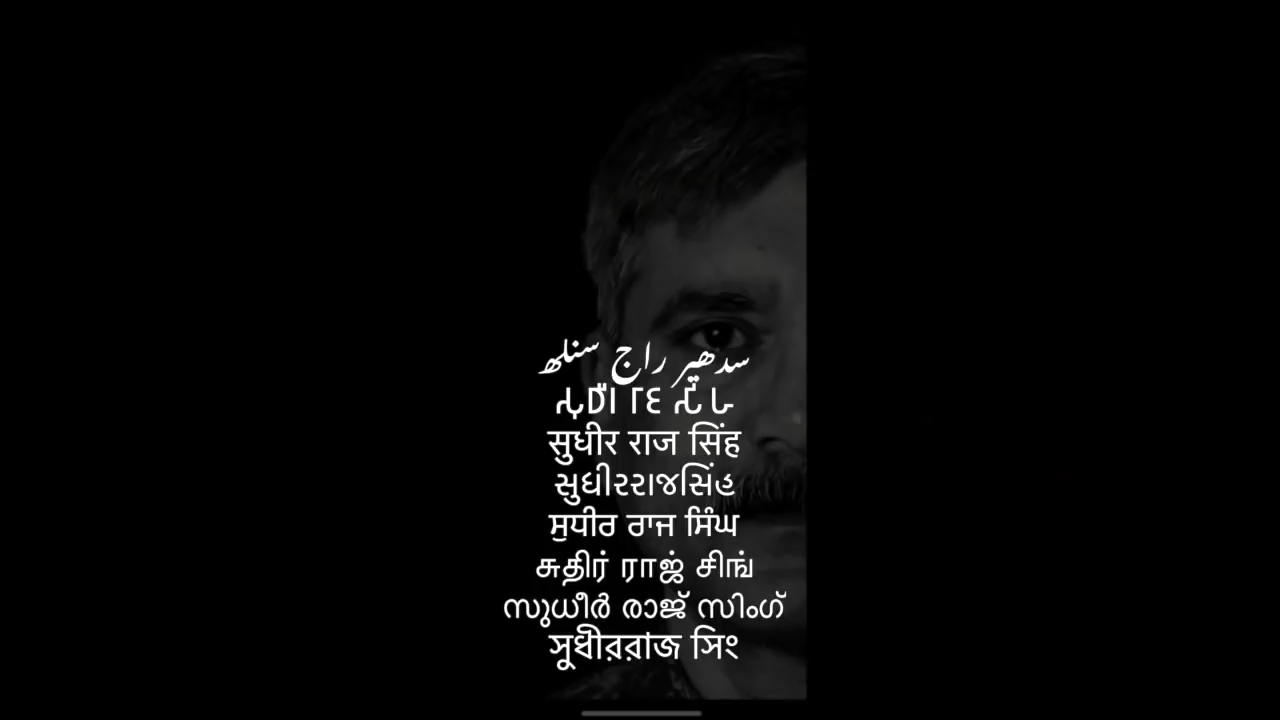 سدھیر راج سنلھ
सुधीर राज सिंह
સુધીરરાજસિંહ
ਸੁਧੀਰ ਰਾਜ ਸਿੰਘ
சுதிர் ராஜ் சிங்
സുധീർ രാജ് സിംഗ്
সুধীররাজ সিং